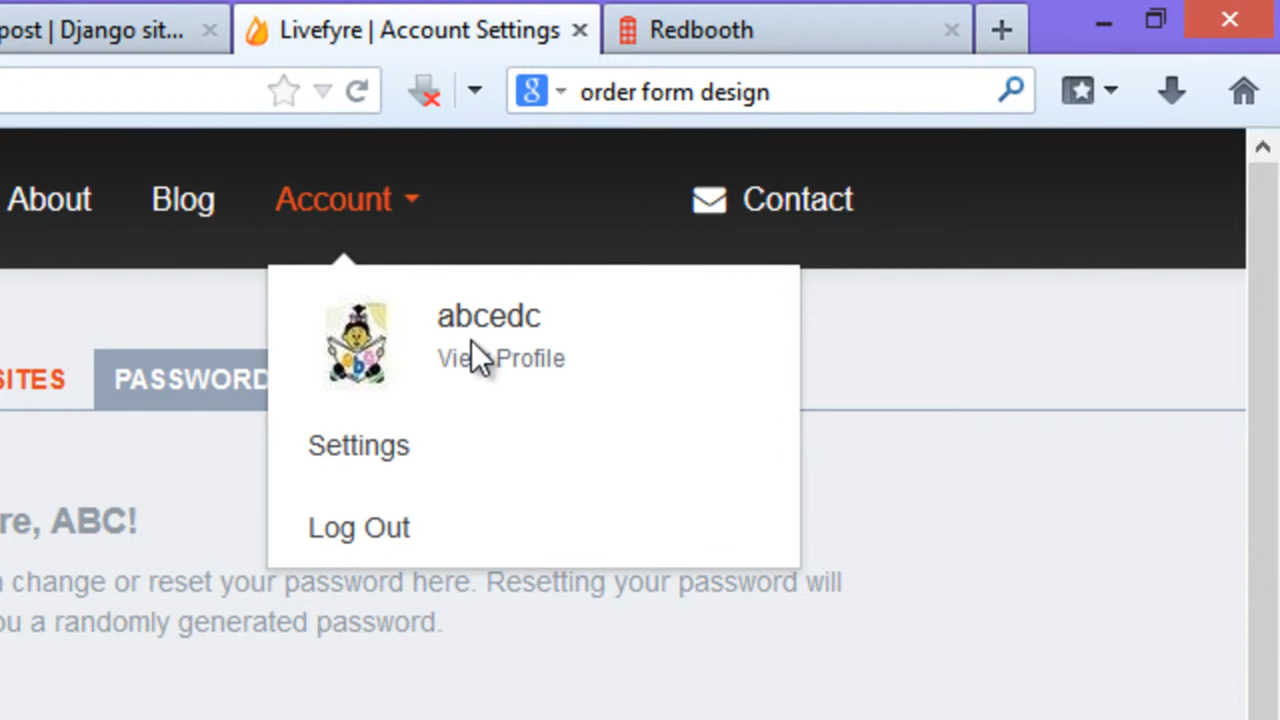 post | Django sit...
Livefyre | Account Settings
Redbooth
order form design
About
Blog
Account
Contact
abcedc
View Profile
SITES
PASSWORD
Settings
re, ABC!
Log Out
change or reset your password here. Resetting your password will
ou a randomly generated password.